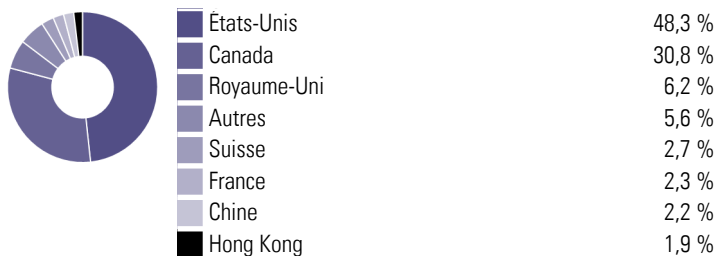 États-Unis 48,3 %
Canada 30,8 %
Royaume-Uni 6,2 %
Autres 5,6 %
Suisse 2,7 %
France 2,3 %
Chine 2,2 %
Hong Kong 1,9 %